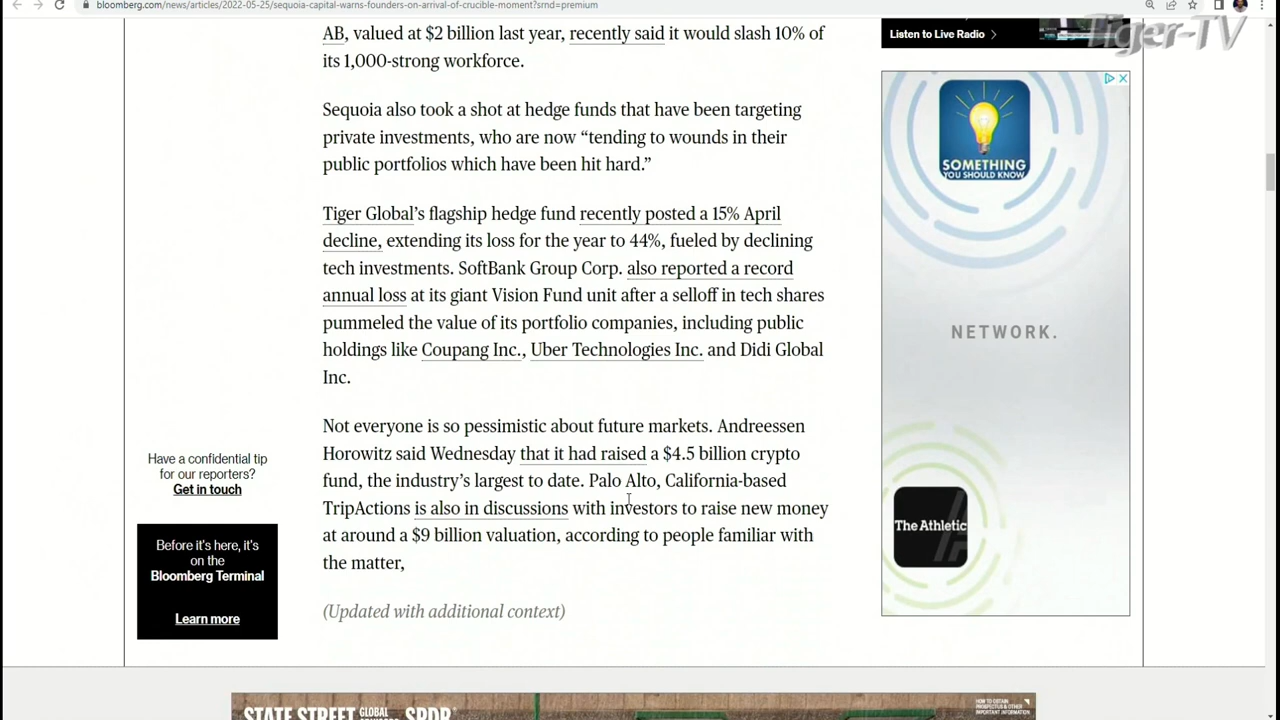 bloomberg.com/news/articles/2022-05-25/sequoia-capital-warns-founders-on-arrival-of-crucible-moment?srnd=premium
Tiger-TV
AB, valued at $2 billion last year, recently said it would slash 10% of
its 1,000-strong workforce.
Sequoia also took a shot at hedge funds that have been targeting
private investments, who are now “tending to wounds in their
public portfolios which have been hit hard.”
Tiger Global’s flagship hedge fund recently posted a 15% April
decline, extending its loss for the year to 44%, fueled by declining
tech investments. SoftBank Group Corp. also reported a record
annual loss at its giant Vision Fund unit after a selloff in tech shares
pummeled the value of its portfolio companies, including public
holdings like Coupang Inc., Uber Technologies Inc. and Didi Global
Inc.
Not everyone is so pessimistic about future markets. Andreessen
Horowitz said Wednesday that it had raised a $4.5 billion crypto
fund, the industry’s largest to date. Palo Alto, California-based
TripActions is also in discussions with investors to raise new money
at around a $9 billion valuation, according to people familiar with
the matter,
(Updated with additional context)
Have a confidential tip
for our reporters?
Get in touch
Before it's here, it's
on the
Bloomberg Terminal
Learn more
Listen to Live Radio
SOMETHING
YOU SHOULD KNOW
NETWORK.
The Athletic
STATE STREET GLOBAL SPDR
HOW TO OBTAIN
PROSPECTUS & OTHER
IMPORTANT INFORMATION